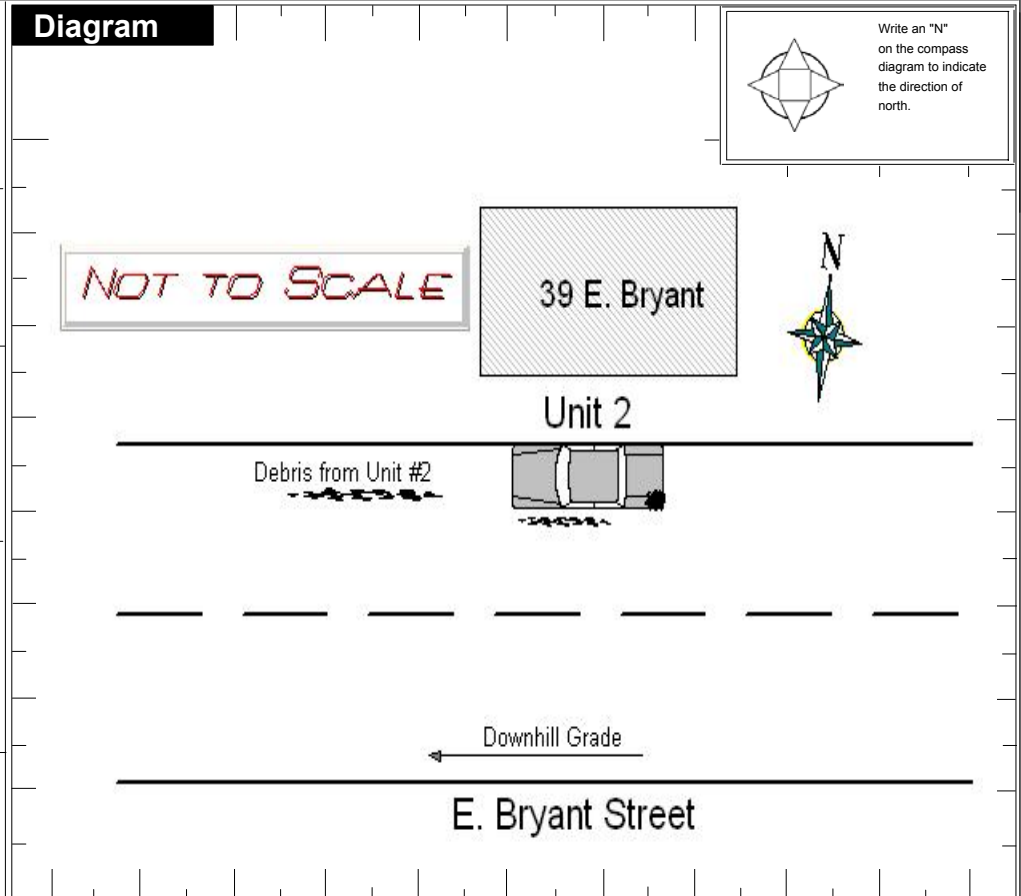 Diagram
Write an "N"
on the compass
diagram to indicate
the direction of
north.
NOT TO SCALE
39 E. Bryant
N
Unit 2
Debris from Unit #2
Downhill Grade
E. Bryant Street